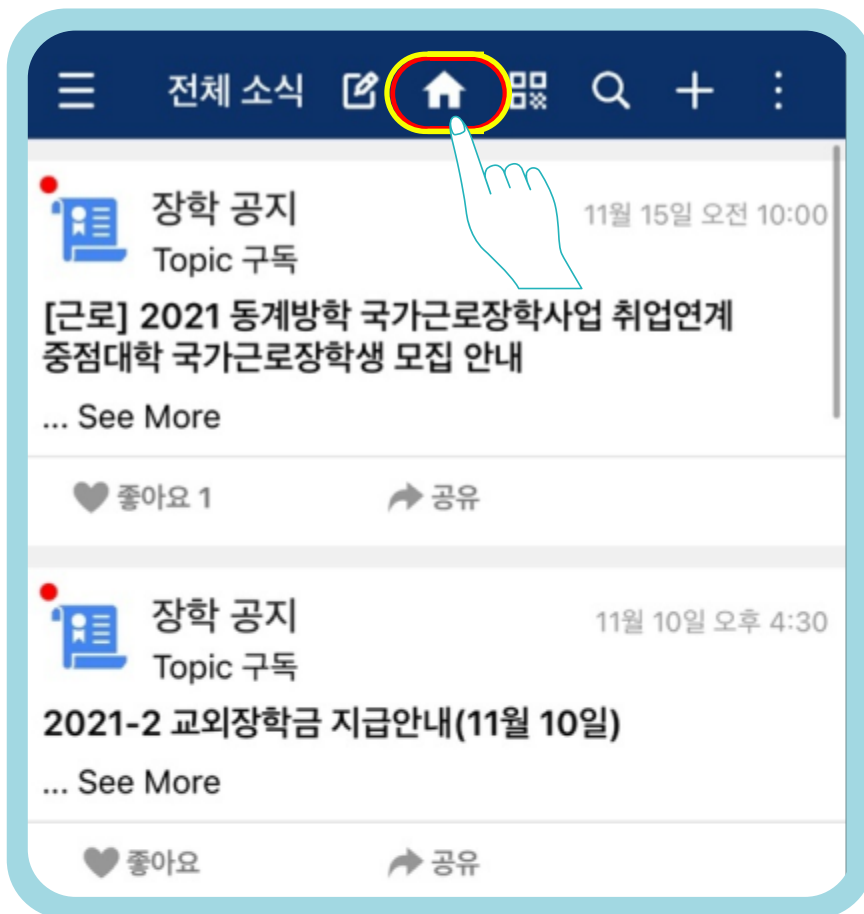 전체 소식
장학 공지
11월 15일 오전 10:00
Topic 구독
[근로] 2021 동계방학 국가근로장학사업 취업연계
중점대학 국가근로장학생 모집 안내
... See More
좋아요 1
공유
장학 공지
11월 10일 오후 4:30
Topic 구독
2021-2 교외장학금 지급안내(11월 10일)
... See More
좋아요
공유